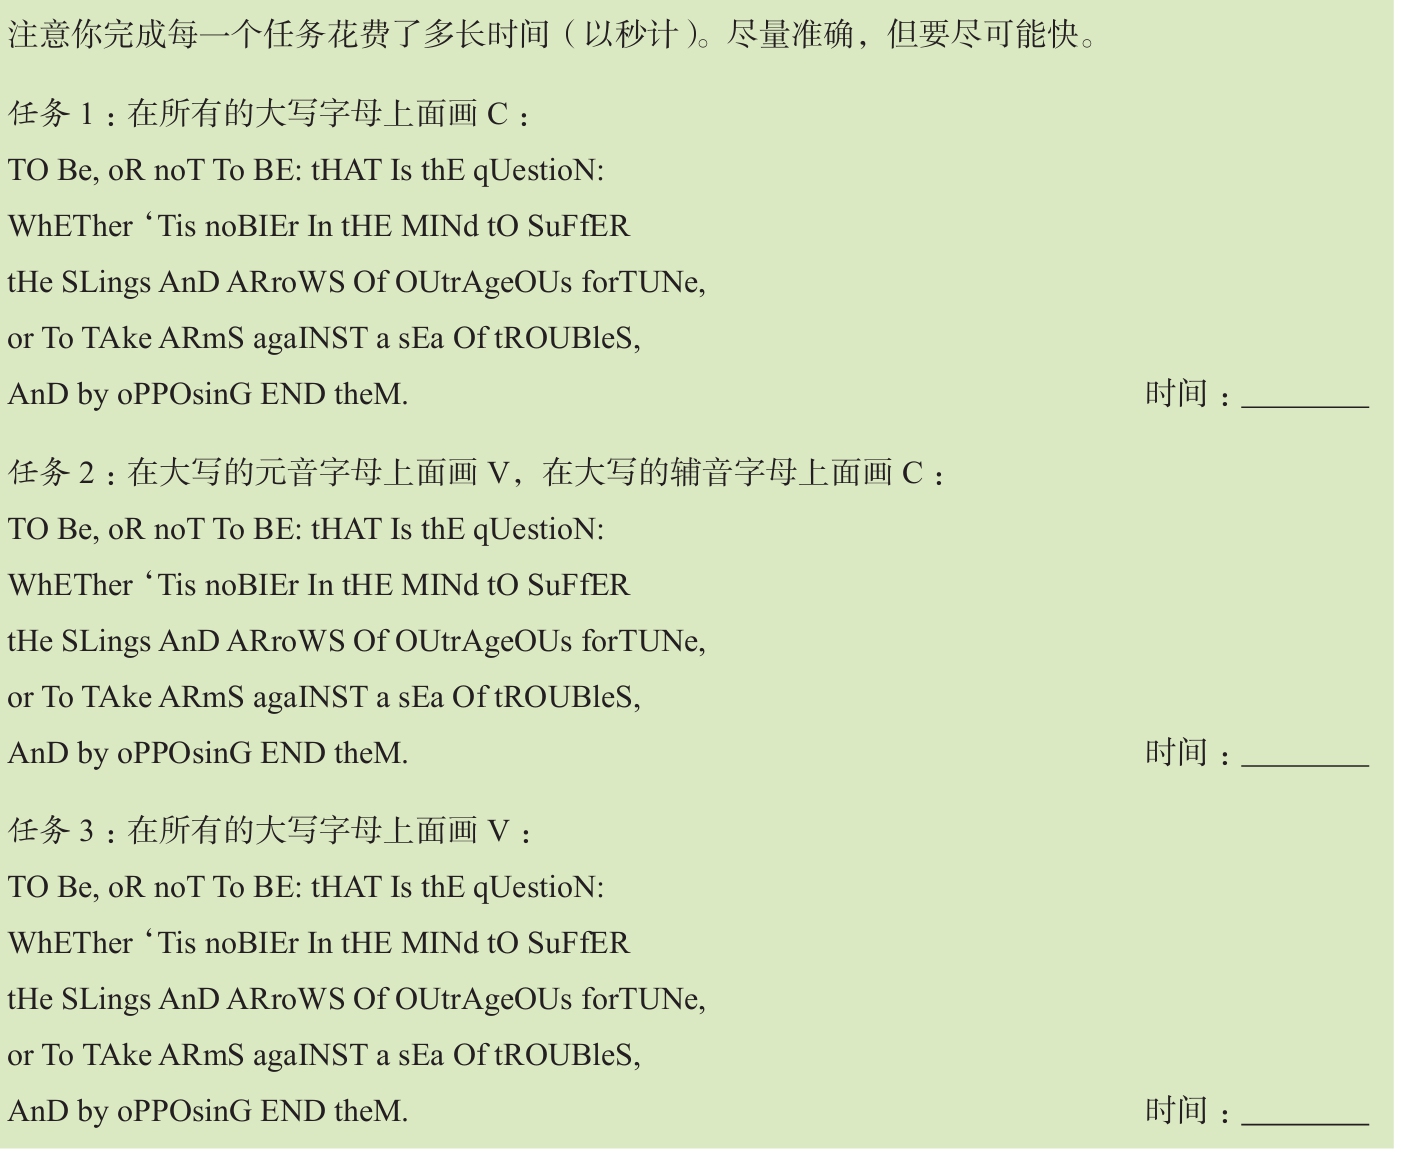 注意你完成每一个任务花费了多长时间（以秒计）。尽量准确，但要尽可能快。
任务 1：在所有的大写字母上面画 C：
TO Be, oR noT To BE: tHAT Is thE qUestioN:
WhETher ‘Tis noBIEr In tHE MINd tO SuFfER
tHe SLings AnD ARroWS Of OUtrAgeOUs forTUNe,
or To TAke ARmS agaINST a sEa Of tROUBleS,
AnD by oPPOsinG END theM. 时间：________
任务 2：在大写的元音字母上面画 V，在大写的辅音字母上面画 C：
TO Be, oR noT To BE: tHAT Is thE qUestioN:
WhETher ‘Tis noBIEr In tHE MINd tO SuFfER
tHe SLings AnD ARroWS Of OUtrAgeOUs forTUNe,
or To TAke ARmS agaINST a sEa Of tROUBleS,
AnD by oPPOsinG END theM. 时间：________
任务 3：在所有的大写字母上面画 V：
TO Be, oR noT To BE: tHAT Is thE qUestioN:
WhETher ‘Tis noBIEr In tHE MINd tO SuFfER
tHe SLings AnD ARroWS Of OUtrAgeOUs forTUNe,
or To TAke ARmS agaINST a sEa Of tROUBleS,
AnD by oPPOsinG END theM. 时间：________